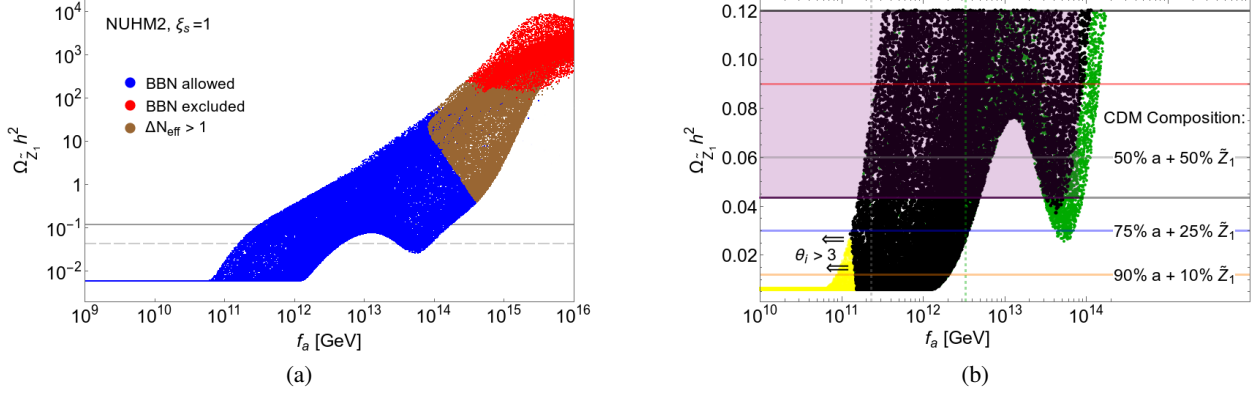 NUHM2, ξ_s=1
BBN allowed
BBN excluded
ΔN_eff > 1
10^4
10^3
10^2
10
1
10^-1
10^-2
Ω_Z̃₁ h²
10^9
10^10
10^11
10^12
10^13
10^14
10^15
10^16
f_a [GeV]
(a)
0.12
0.10
0.08
0.06
0.04
0.02
Ω_Z̃₁ h²
CDM Composition:
50% a + 50% Z̃₁
75% a + 25% Z̃₁
90% a + 10% Z̃₁
⇐
θ_i > 3
⇐
10^10
10^11
10^12
10^13
10^14
f_a [GeV]
(b)